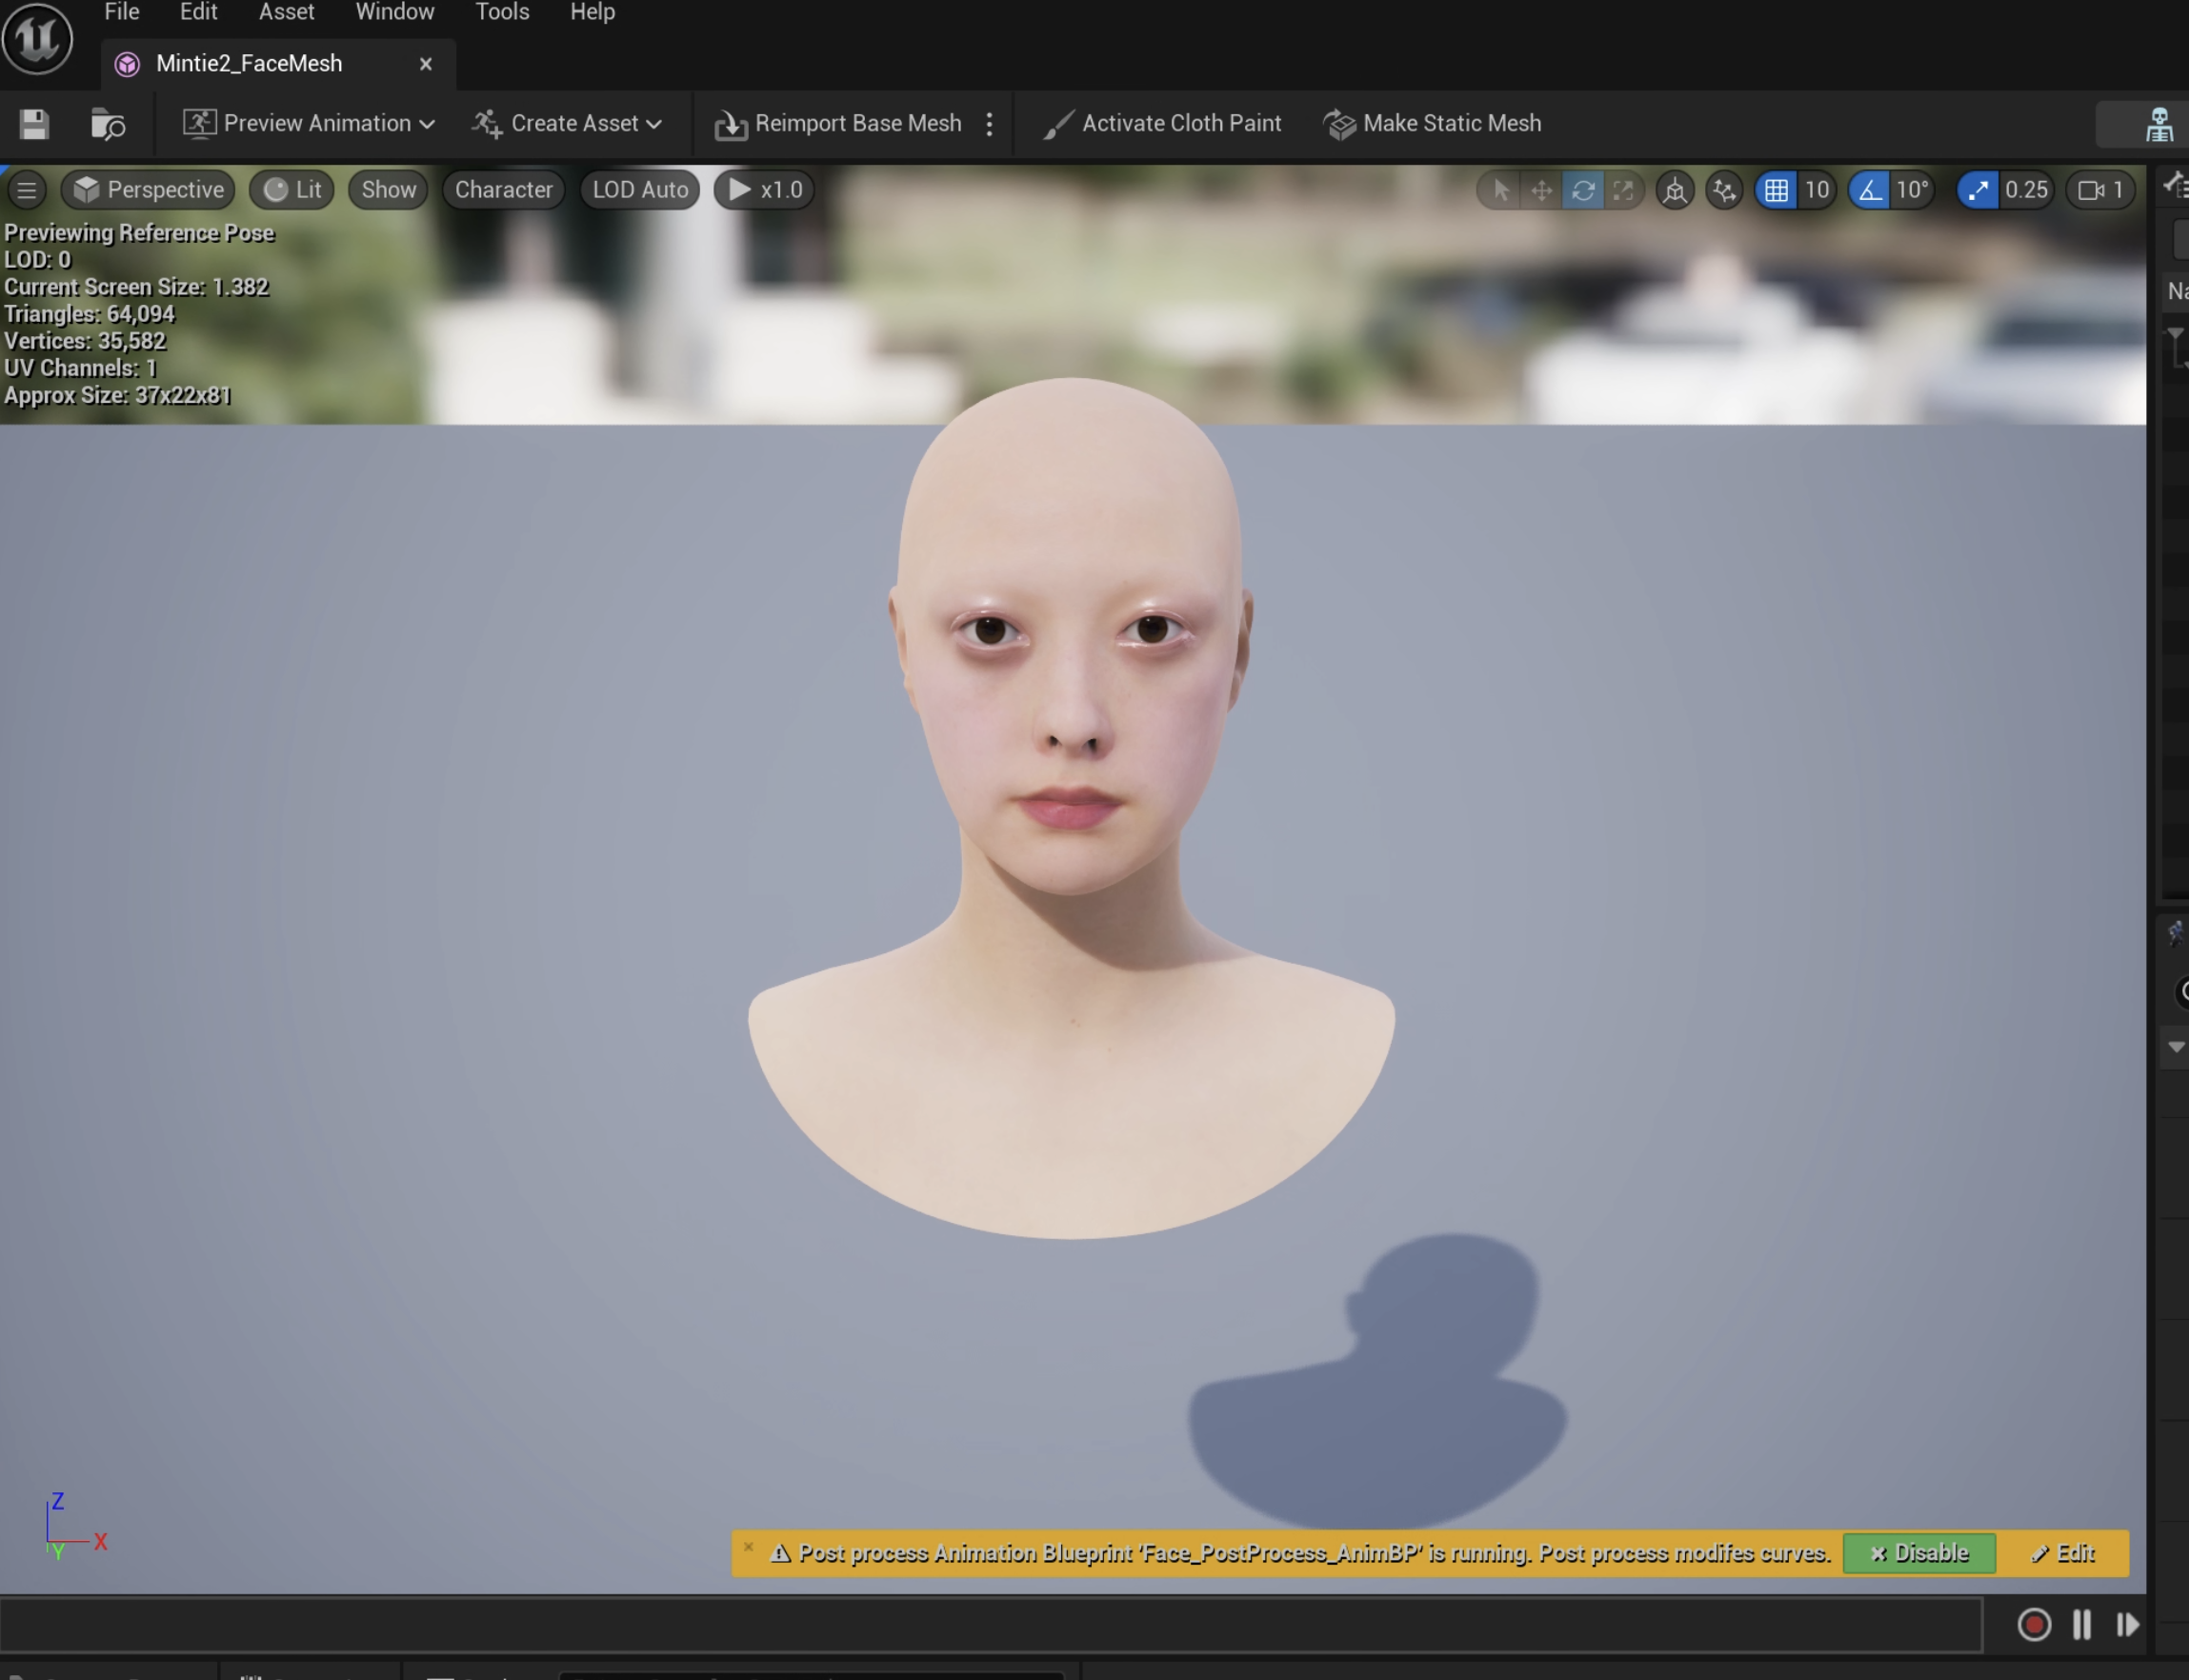 File Edit Asset Window Tools Help
Mintie2_FaceMesh
Preview Animation Create Asset Reimport Base Mesh Activate Cloth Paint Make Static Mesh
Perspective Lit Show Character LOD Auto x1.0 10 10° 0.25 1
Previewing Reference Pose
LOD: 0
Current Screen Size: 1.382
Triangles: 64,094
Vertices: 35,582
UV Channels: 1
Approx Size: 37x22x81
Z
X
Y
Post process Animation Blueprint 'Face_PostProcess_AnimBP' is running. Post process modifes curves. Disable Edit